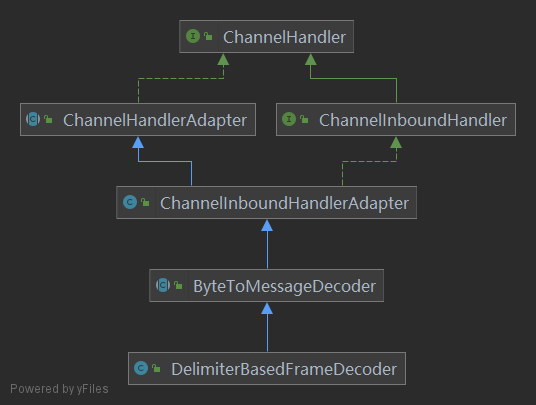 I ChannelHandler
C ChannelHandlerAdapter
I ChannelInboundHandler
C ChannelInboundHandlerAdapter
C ByteToMessageDecoder
C DelimiterBasedFrameDecoder
Powered by yFiles